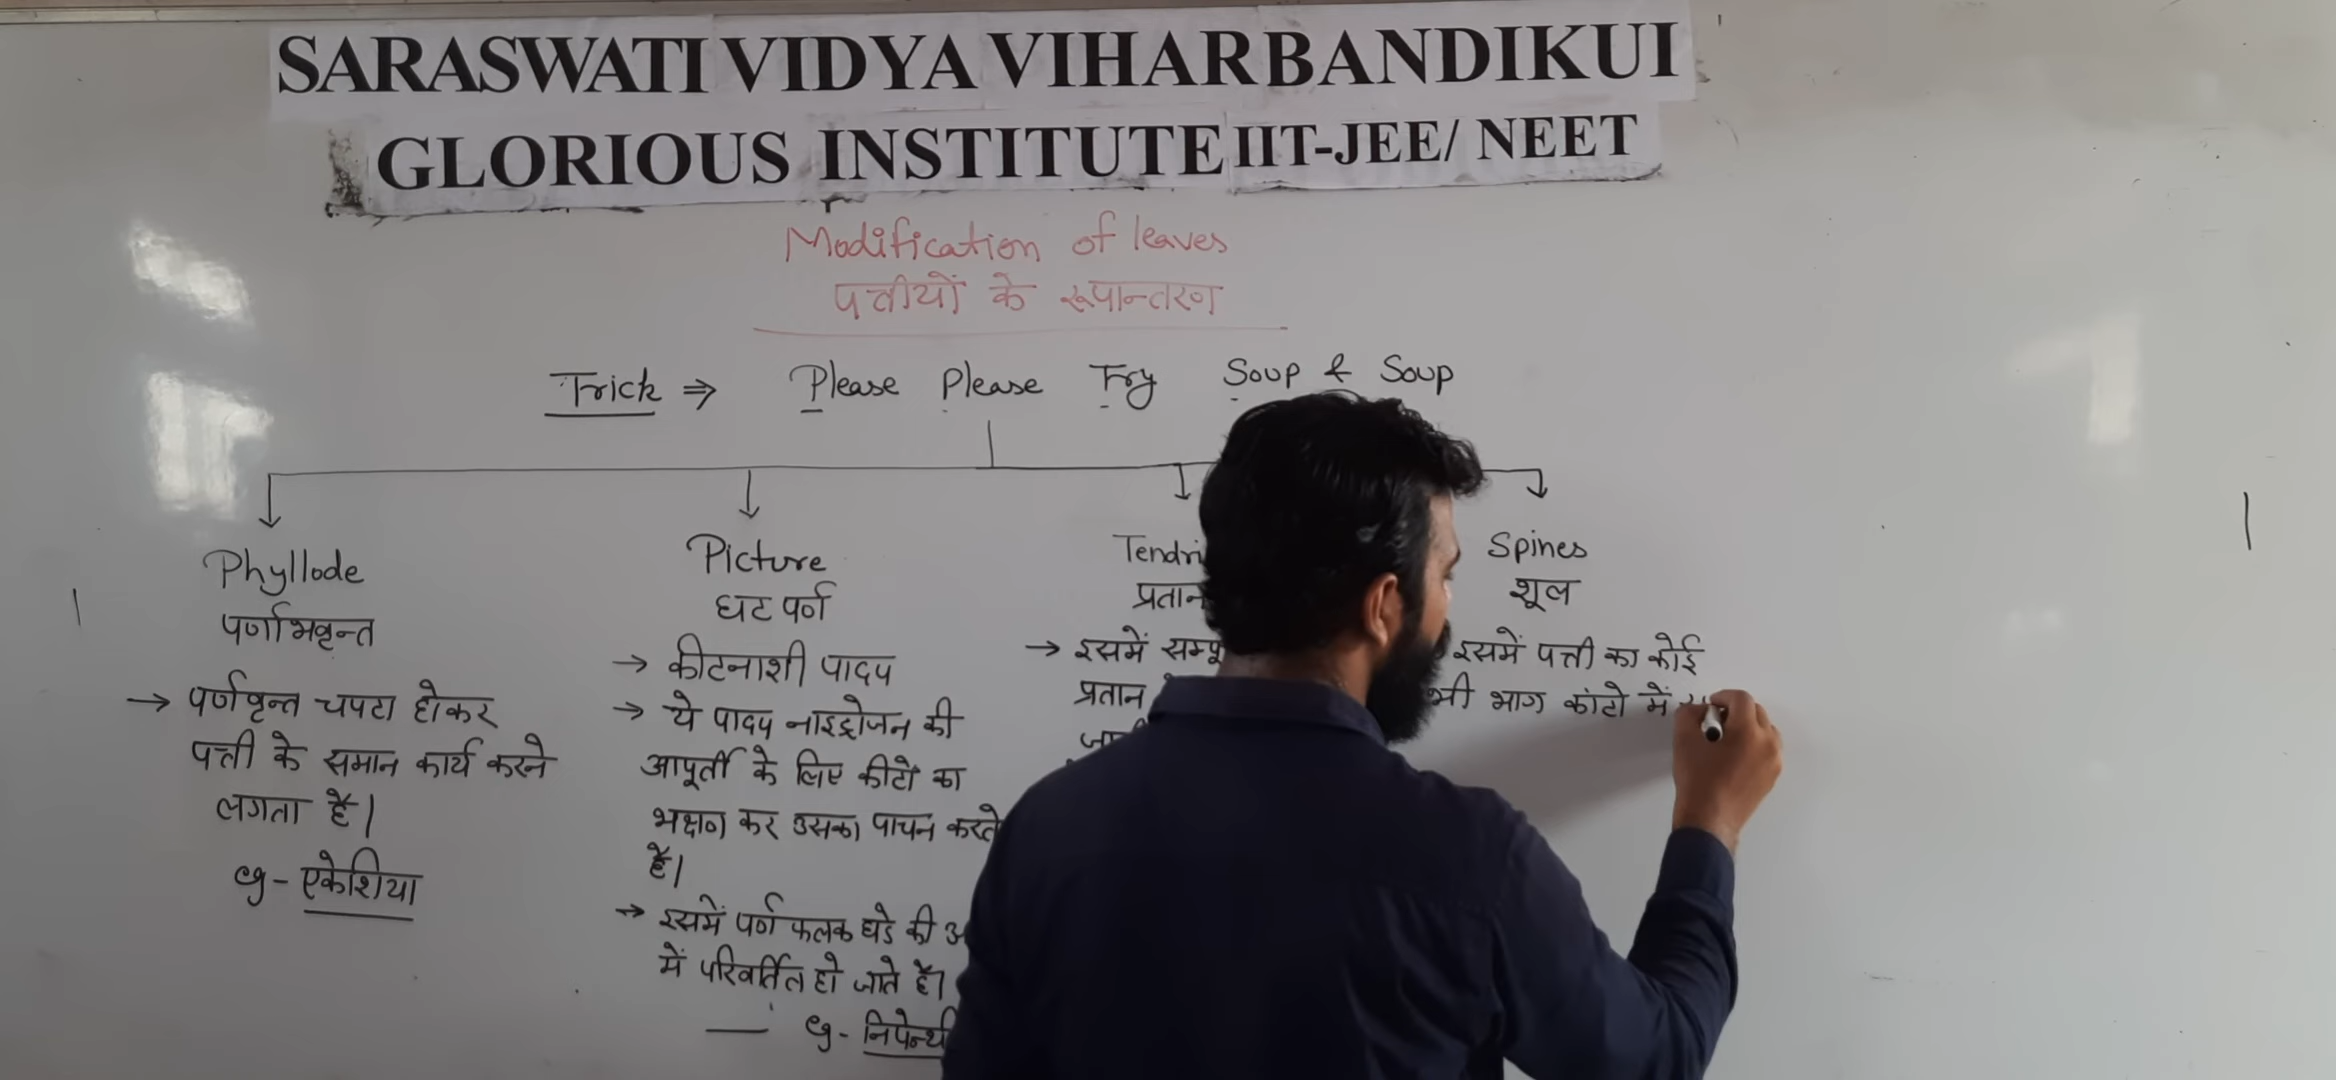 SARASWATI VIDYA VIHAR BANDIKUI
GLORIOUS INSTITUTE IIT-JEE/ NEET
Modification of leaves
पत्तीयों के रूपान्तरण
Trick ⇒ Please Please Try Soup & Soup
Phyllode
पर्णाभवृन्त
→ पर्णवृन्त चपटा होकर
पत्ती के समान कार्य करने
लगता है।
eg - एकेशिया
Picture
घट पर्ण
→ कीटनाशी पादप
→ ये पादप नाइट्रोजन की
आपूर्ती के लिए कीटों का
भक्षण कर उसका पाचन करते
हैं।
→ इसमें पर्ण फलक घडे की
में परिवर्तित हो जाते हैं।
— eg -
प्रतान
→ इसमें
प्रतान
Spines
शूल
इसमें पत्ती का कोई
भी भाग कांटो में